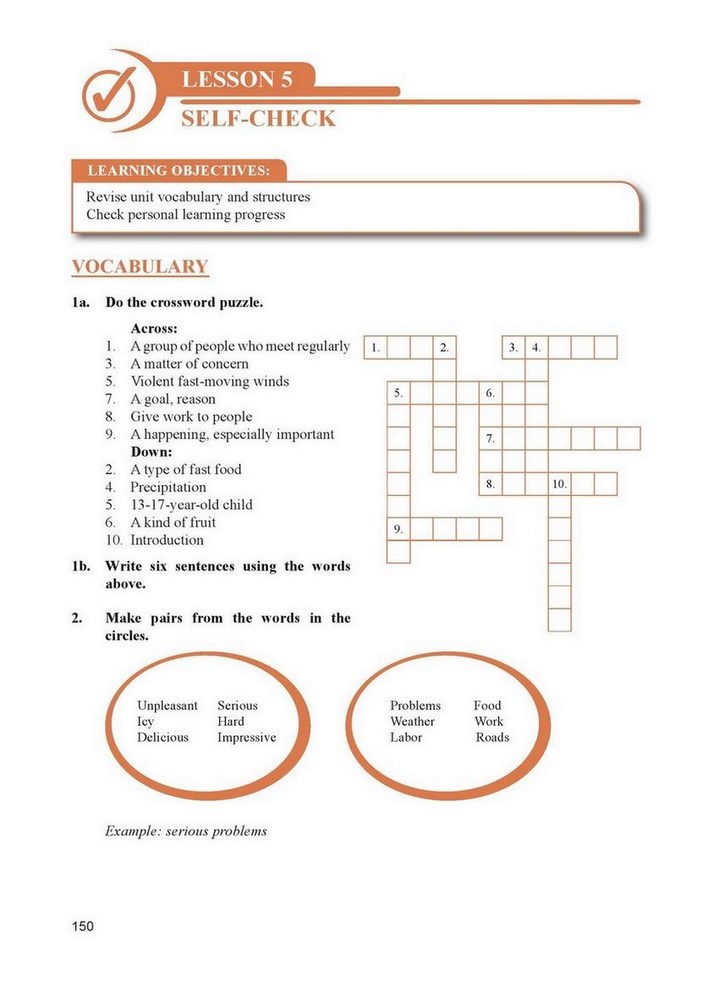 LESSON 5
SELF-CHECK
LEARNING OBJECTIVES:
Revise unit vocabulary and structures
Check personal learning progress
VOCABULARY
1a. Do the crossword puzzle.
Across:
1. A group of people who meet regularly
3. A matter of concern
5. Violent fast-moving winds
7. A goal, reason
8. Give work to people
9. A happening, especially important
Down:
2. A type of fast food
4. Precipitation
5. 13-17-year-old child
6. A kind of fruit
10. Introduction
1. 2. 3. 4.
5. 6.
7.
8. 10.
9.
1b. Write six sentences using the words
above.
2. Make pairs from the words in the
circles.
Unpleasant Serious
Icy Hard
Delicious Impressive
Problems Food
Weather Work
Labor Roads
Example: serious problems
150